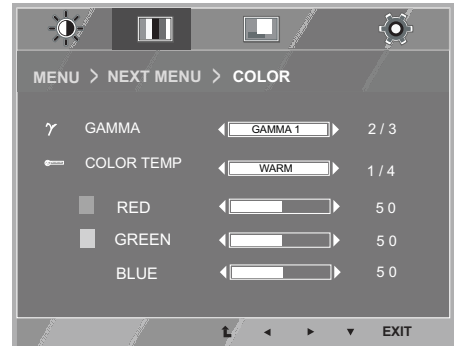 MENU > NEXT MENU > COLOR
γ GAMMA GAMMA 1 2 / 3
COLOR TEMP WARM 1 / 4
RED 5 0
GREEN 5 0
BLUE 5 0
EXIT